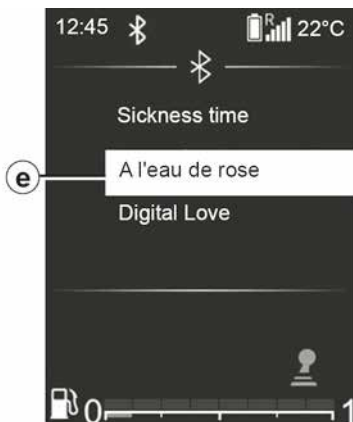 12:45 R 22°C
Sickness time
e A l'eau de rose
Digital Love
0 1